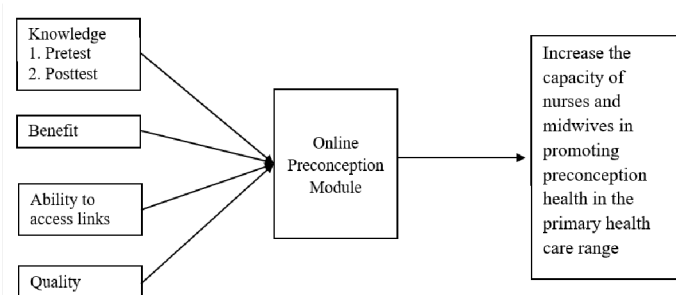 Knowledge
1. Pretest
2. Posttest
Benefit
Ability to
access links
Quality
Online
Preconception
Module
Increase the
capacity of
nurses and
midwives in
promoting
preconception
health in the
primary health
care range